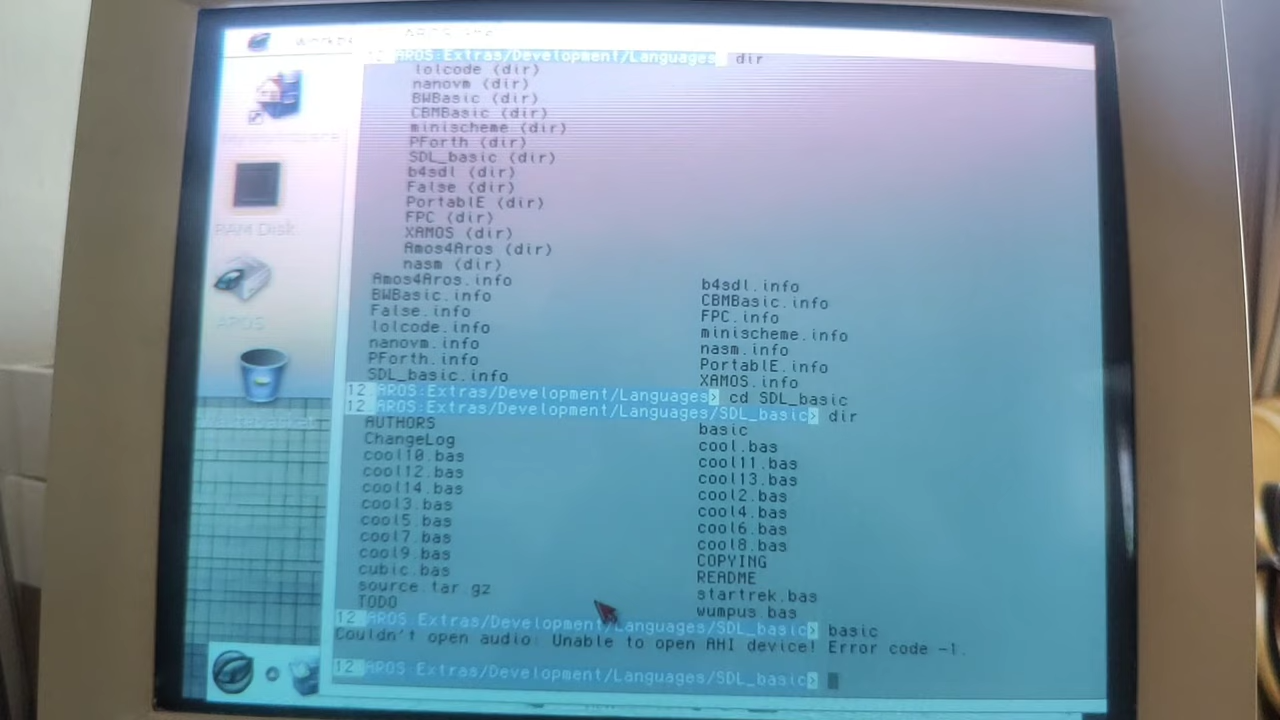 12 AROS:Extras/Development/Languages> dir
lolcode (dir)
nanovm (dir)
BWBasic (dir)
CBMBasic (dir)
minischeme (dir)
PForth (dir)
SDL_basic (dir)
b4sdl (dir)
False (dir)
PortablE (dir)
FPC (dir)
XAMOS (dir)
Amos4Aros (dir)
nasm (dir)
Amos4Aros.info b4sdl.info
BWBasic.info CBMBasic.info
False.info FPC.info
lolcode.info minischeme.info
nanovm.info nasm.info
PForth.info PortablE.info
SDL_basic.info XAMOS.info
12 AROS:Extras/Development/Languages> cd SDL_basic
12 AROS:Extras/Development/Languages/SDL_basic> dir
AUTHORS basic
ChangeLog cool.bas
cool10.bas cool11.bas
cool12.bas cool13.bas
cool14.bas cool2.bas
cool3.bas cool4.bas
cool5.bas cool6.bas
cool7.bas cool8.bas
cool9.bas COPYING
cubic.bas README
source.tar.gz startrek.bas
TODO wumpus.bas
12 AROS:Extras/Development/Languages/SDL_basic> basic
Couldn't open audio: Unable to open AHI device! Error code -1.
12 AROS:Extras/Development/Languages/SDL_basic>
RAM Disk
AROS